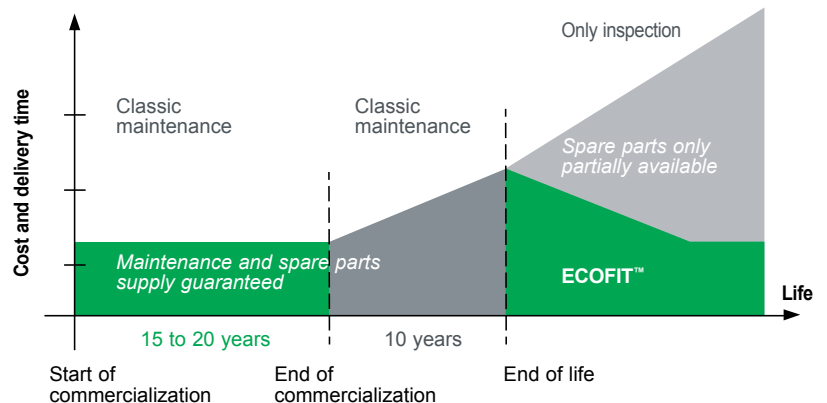 Only inspection
Classic
maintenance
Classic
maintenance
Spare parts only
partially available
Cost and delivery time
Maintenance and spare parts
supply guaranteed
ECOFIT™
Life
15 to 20 years
10 years
Start of
commercialization
End of
commercialization
End of life